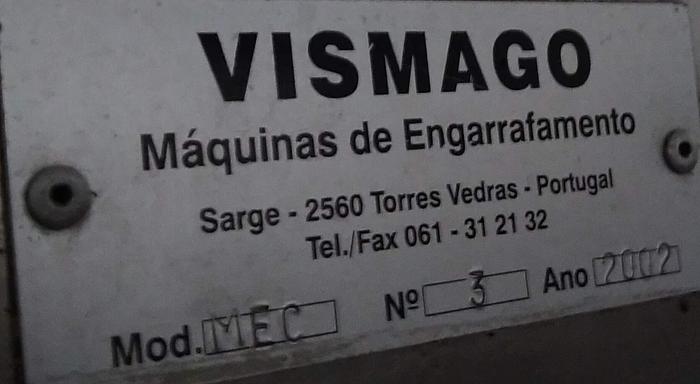 VISMAGO
Máquinas de Engarrafamento
Sarge - 2560 Torres Vedras - Portugal
Tel./Fax 061 - 31 21 32
Mod. MEC Nº 3 Ano 2002